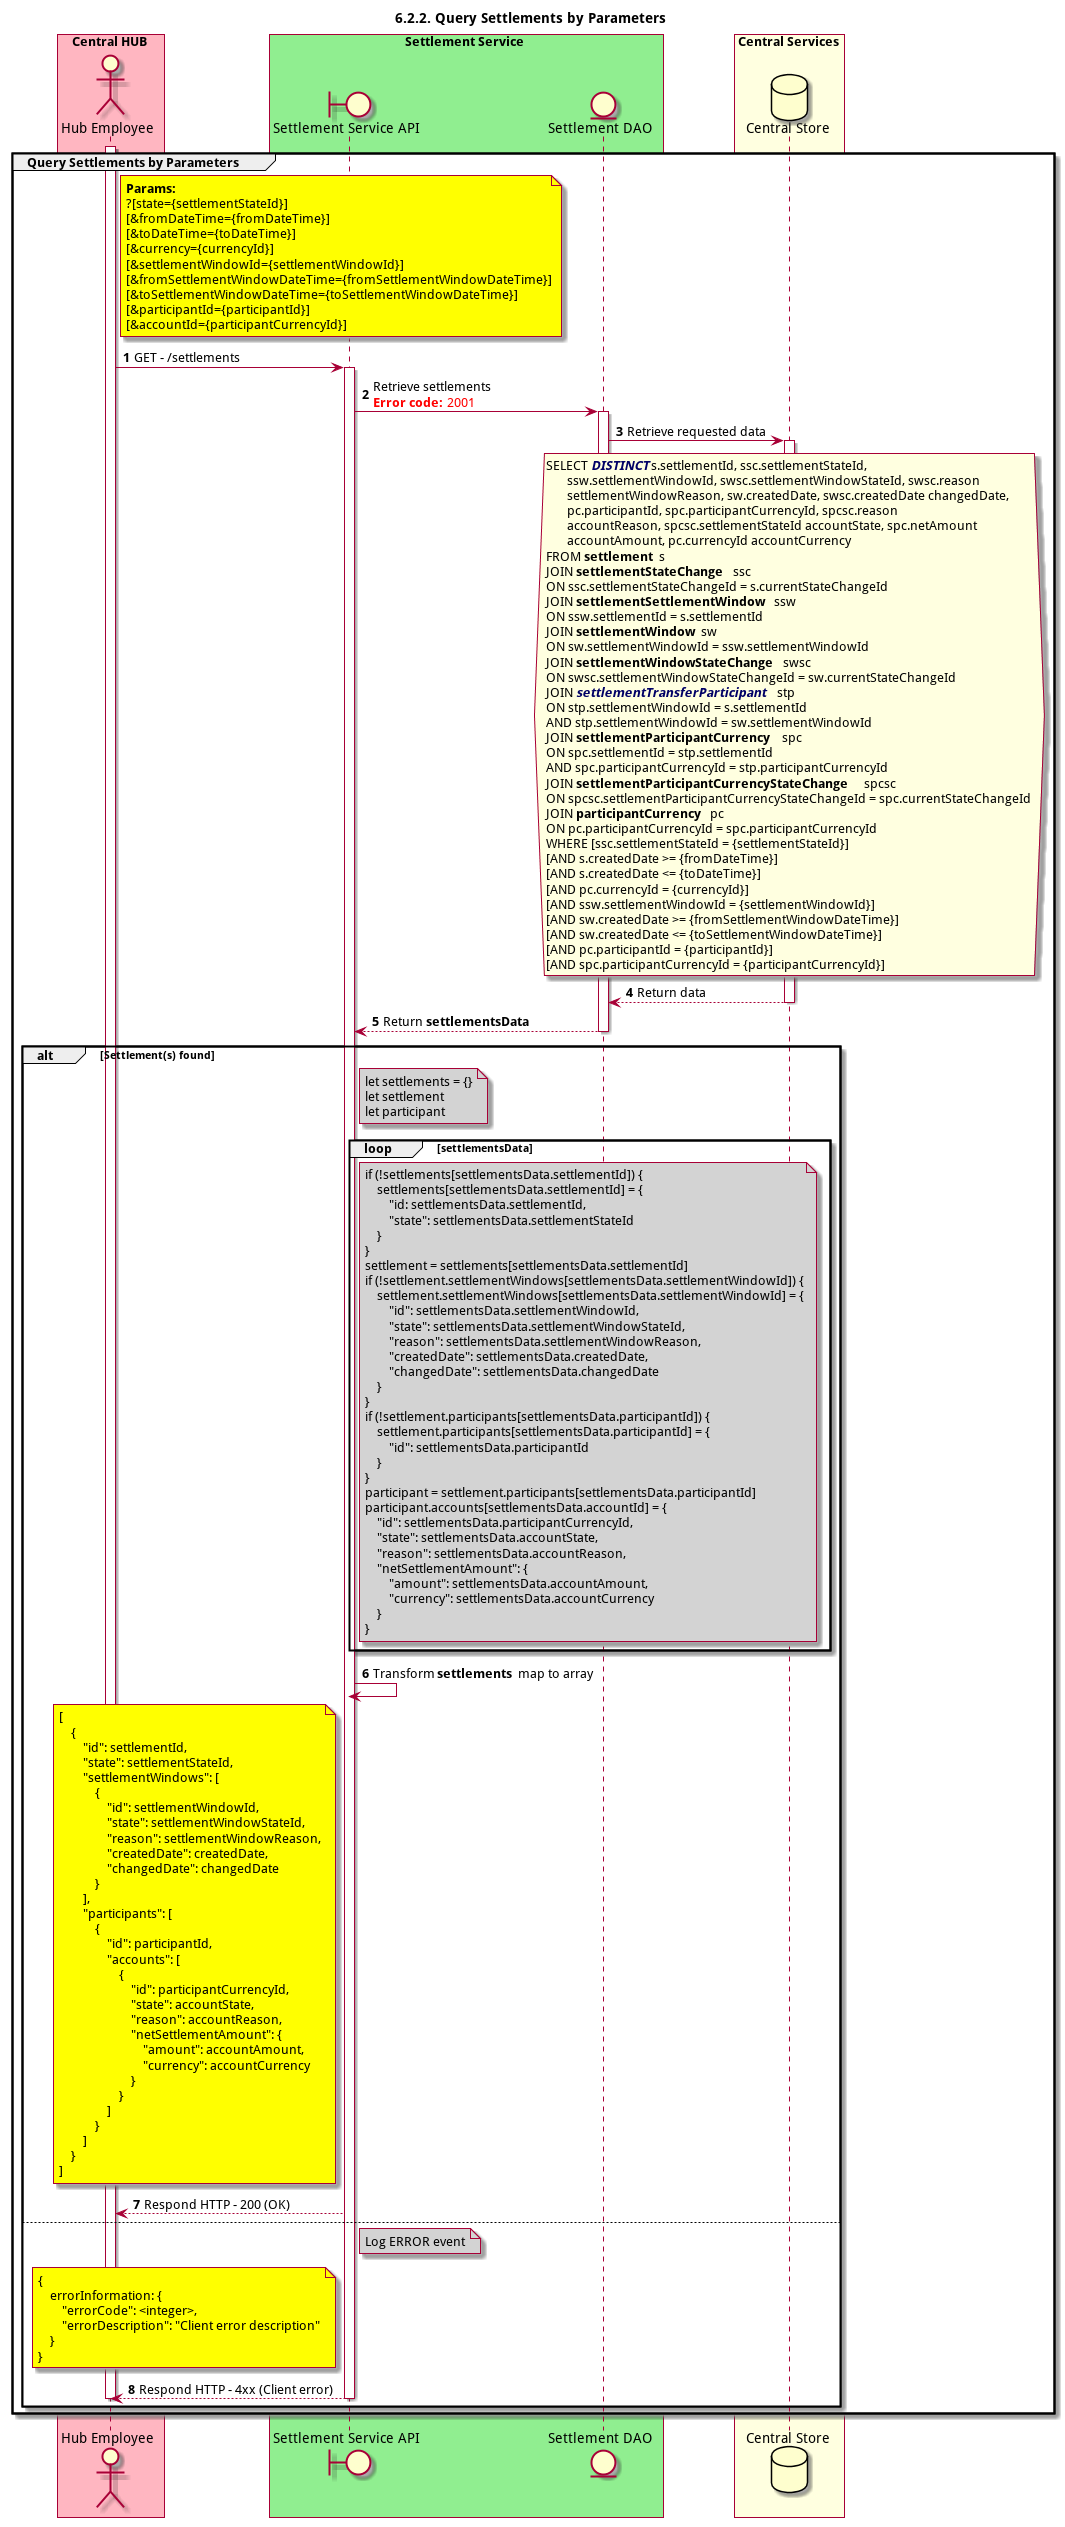 6.2.2. Query Settlements by Parameters
Central HUB
Settlement Service
Central Services
Hub Employee
Settlement Service API
Settlement DAO
Central Store
Query Settlements by Parameters
Params:
?[state={settlementStateId}]
[&fromDateTime={fromDateTime}]
[&toDateTime={toDateTime}]
[&currency={currencyId}]
[&settlementWindowId={settlementWindowId}]
[&fromSettlementWindowDateTime={fromSettlementWindowDateTime}]
[&toSettlementWindowDateTime={toSettlementWindowDateTime}]
[&participantId={participantId}]
[&accountId={participantCurrencyId}]
1 GET - /settlements
2 Retrieve settlements
Error code: 2001
3 Retrieve requested data
SELECT DISTINCT s.settlementId, ssc.settlementStateId,
ssw.settlementWindowId, swsc.settlementWindowStateId, swsc.reason
settlementWindowReason, sw.createdDate, swsc.createdDate changedDate,
pc.participantId, spc.participantCurrencyId, spcsc.reason
accountReason, spcsc.settlementStateId accountState, spc.netAmount
accountAmount, pc.currencyId accountCurrency
FROM settlement s
JOIN settlementStateChange ssc
ON ssc.settlementStateChangeId = s.currentStateChangeId
JOIN settlementSettlementWindow ssw
ON ssw.settlementId = s.settlementId
JOIN settlementWindow sw
ON sw.settlementWindowId = ssw.settlementWindowId
JOIN settlementWindowStateChange swsc
ON swsc.settlementWindowStateChangeId = sw.currentStateChangeId
JOIN settlementTransferParticipant stp
ON stp.settlementWindowId = s.settlementId
AND stp.settlementWindowId = sw.settlementWindowId
JOIN settlementParticipantCurrency spc
ON spc.settlementId = stp.settlementId
AND spc.participantCurrencyId = stp.participantCurrencyId
JOIN settlementParticipantCurrencyStateChange spcsc
ON spcsc.settlementParticipantCurrencyStateChangeId = spc.currentStateChangeId
JOIN participantCurrency pc
ON pc.participantCurrencyId = spc.participantCurrencyId
WHERE [ssc.settlementStateId = {settlementStateId}]
[AND s.createdDate >= {fromDateTime}]
[AND s.createdDate <= {toDateTime}]
[AND pc.currencyId = {currencyId}]
[AND ssw.settlementWindowId = {settlementWindowId}]
[AND sw.createdDate >= {fromSettlementWindowDateTime}]
[AND sw.createdDate <= {toSettlementWindowDateTime}]
[AND pc.participantId = {participantId}]
[AND spc.participantCurrencyId = {participantCurrencyId}]
4 Return data
5 Return settlementsData
alt [Settlement(s) found]
let settlements = {}
let settlement
let participant
loop [settlementsData]
if (!settlements[settlementsData.settlementId]) {
settlements[settlementsData.settlementId] = {
"id: settlementsData.settlementId,
"state": settlementsData.settlementStateId
}
}
settlement = settlements[settlementsData.settlementId]
if (!settlement.settlementWindows[settlementsData.settlementWindowId]) {
settlement.settlementWindows[settlementsData.settlementWindowId] = {
"id": settlementsData.settlementWindowId,
"state": settlementsData.settlementWindowStateId,
"reason": settlementsData.settlementWindowReason,
"createdDate": settlementsData.createdDate,
"changedDate": settlementsData.changedDate
}
}
if (!settlement.participants[settlementsData.participantId]) {
settlement.participants[settlementsData.participantId] = {
"id": settlementsData.participantId
}
}
participant = settlement.participants[settlementsData.participantId]
participant.accounts[settlementsData.accountId] = {
"id": settlementsData.participantCurrencyId,
"state": settlementsData.accountState,
"reason": settlementsData.accountReason,
"netSettlementAmount": {
"amount": settlementsData.accountAmount,
"currency": settlementsData.accountCurrency
}
}
6 Transform settlements map to array
[
{
"id": settlementId,
"state": settlementStateId,
"settlementWindows": [
{
"id": settlementWindowId,
"state": settlementWindowStateId,
"reason": settlementWindowReason,
"createdDate": createdDate,
"changedDate": changedDate
}
],
"participants": [
{
"id": participantId,
"accounts": [
{
"id": participantCurrencyId,
"state": accountState,
"reason": accountReason,
"netSettlementAmount": {
"amount": accountAmount,
"currency": accountCurrency
}
}
]
}
]
}
]
7 Respond HTTP - 200 (OK)
Log ERROR event
{
errorInformation: {
"errorCode": <integer>,
"errorDescription": "Client error description"
}
}
8 Respond HTTP - 4xx (Client error)
Hub Employee
Settlement Service API
Settlement DAO
Central Store